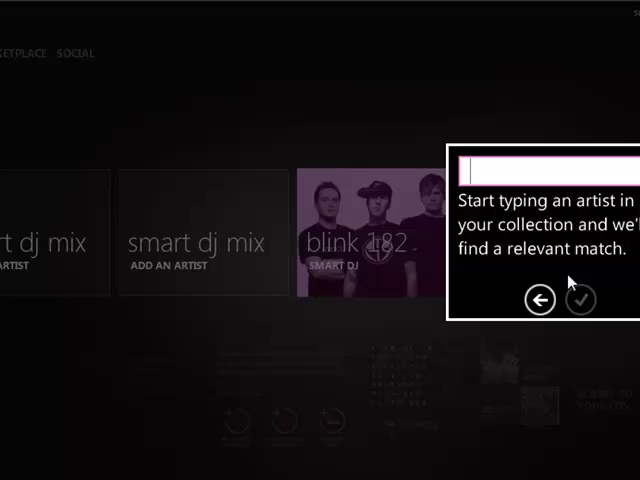 KETPLACE SOCIAL
rt dj mix
ARTIST
smart dj mix
ADD AN ARTIST
blink 182
SMART DJ
Start typing an artist in
your collection and we'l
find a relevant match.